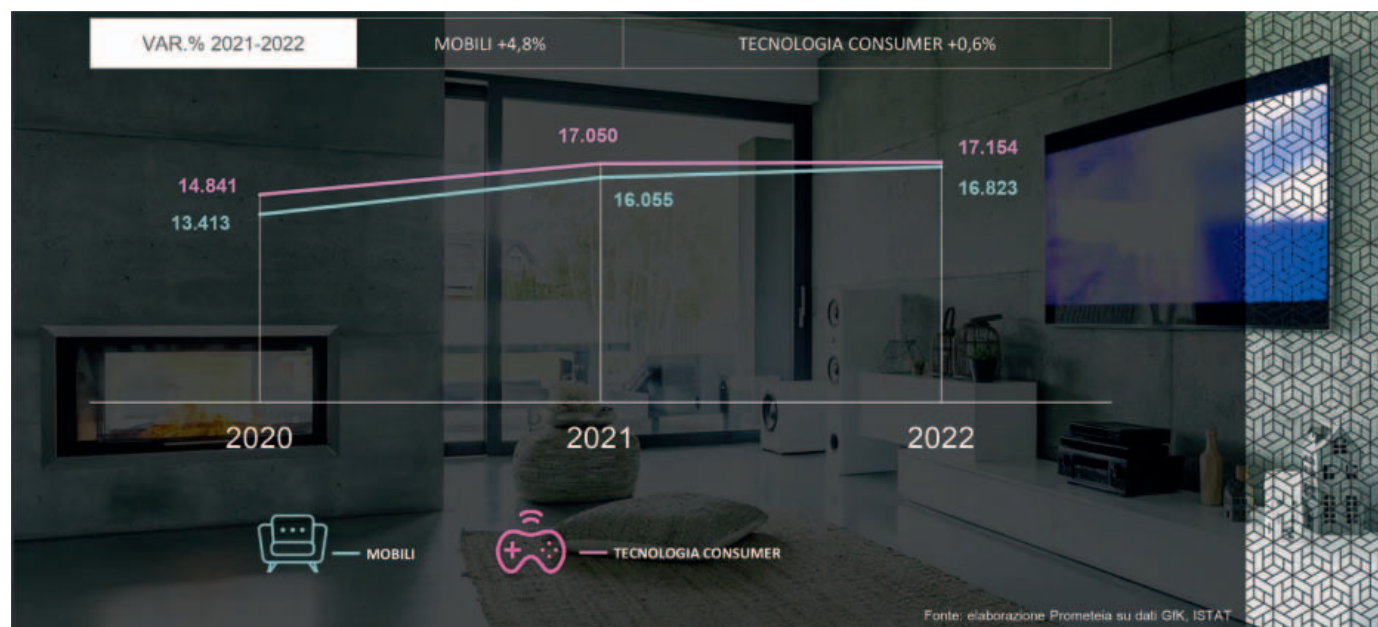 VAR.% 2021-2022
MOBILI +4,8%
TECNOLOGIA CONSUMER +0,6%
17.050
17.154
14.841
16.823
16.055
13.413
2020
2021
2022
MOBILI
TECNOLOGIA CONSUMER
Fonte: elaborazione Prometeia su dati GfK, ISTAT